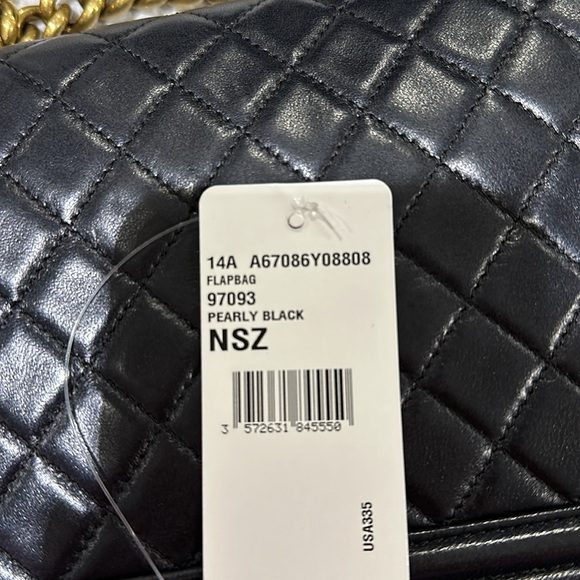 14A A67086Y08808
FLAPBAG
97093
PEARLY BLACK
NSZ
3 572631 845550
USA335